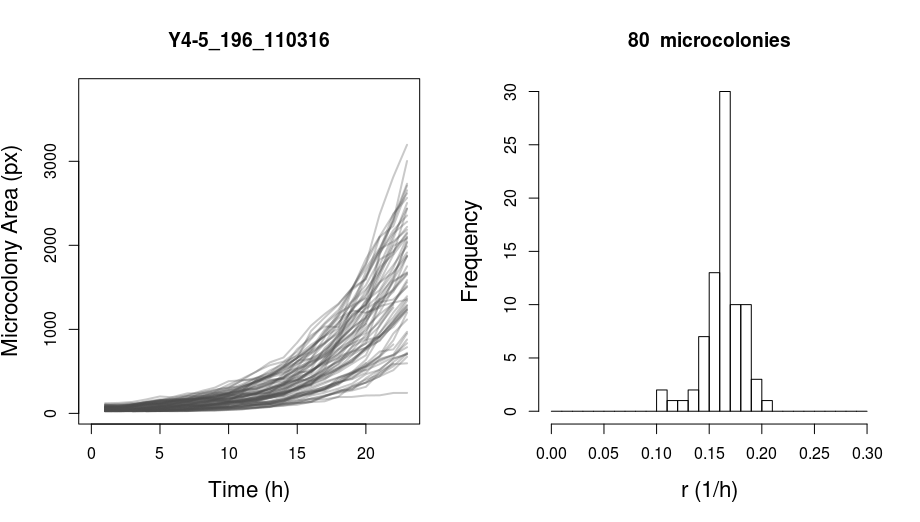 Y4-5_196_110316
Microcolony Area (px)
3000
2000
1000
0
0 5 10 15 20
Time (h)
80 microcolonies
Frequency
30
25
20
15
10
5
0
0.00 0.05 0.10 0.15 0.20 0.25 0.30
r (1/h)